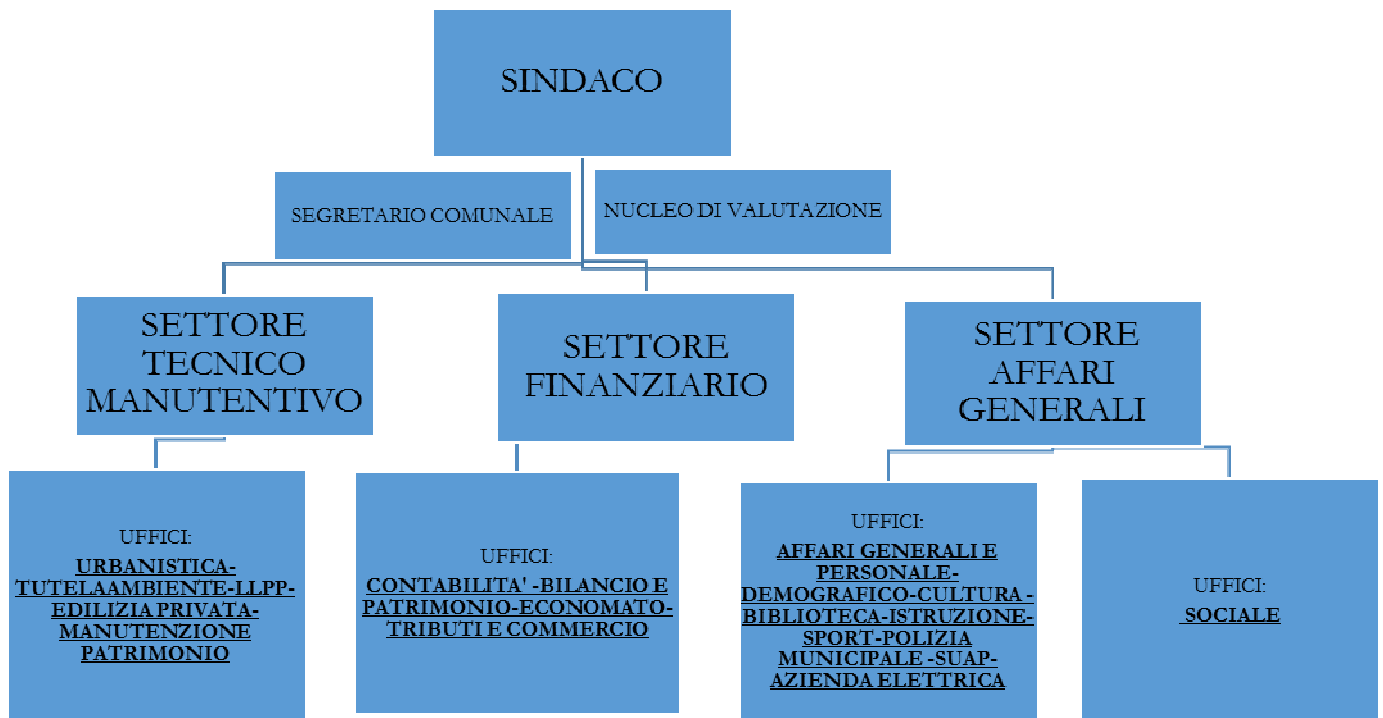 SINDACO
SEGRETARIO COMUNALE
NUCLEO DI VALUTAZIONE
SETTORE
TECNICO
MANUTENTIVO
SETTORE
FINANZIARIO
SETTORE
AFFARI
GENERALI
UFFICI:
URBANISTICA-
TUTELAAMBIENTE-LLPP-
EDILIZIA PRIVATA-
MANUTENZIONE
PATRIMONIO
UFFICI:
CONTABILITA' -BILANCIO E
PATRIMONIO-ECONOMATO-
TRIBUTI E COMMERCIO
UFFICI:
AFFARI GENERALI E
PERSONALE-
DEMOGRAFICO-CULTURA -
BIBLIOTECA-ISTRUZIONE-
SPORT-POLIZIA
MUNICIPALE -SUAP-
AZIENDA ELETTRICA
UFFICI:
SOCIALE